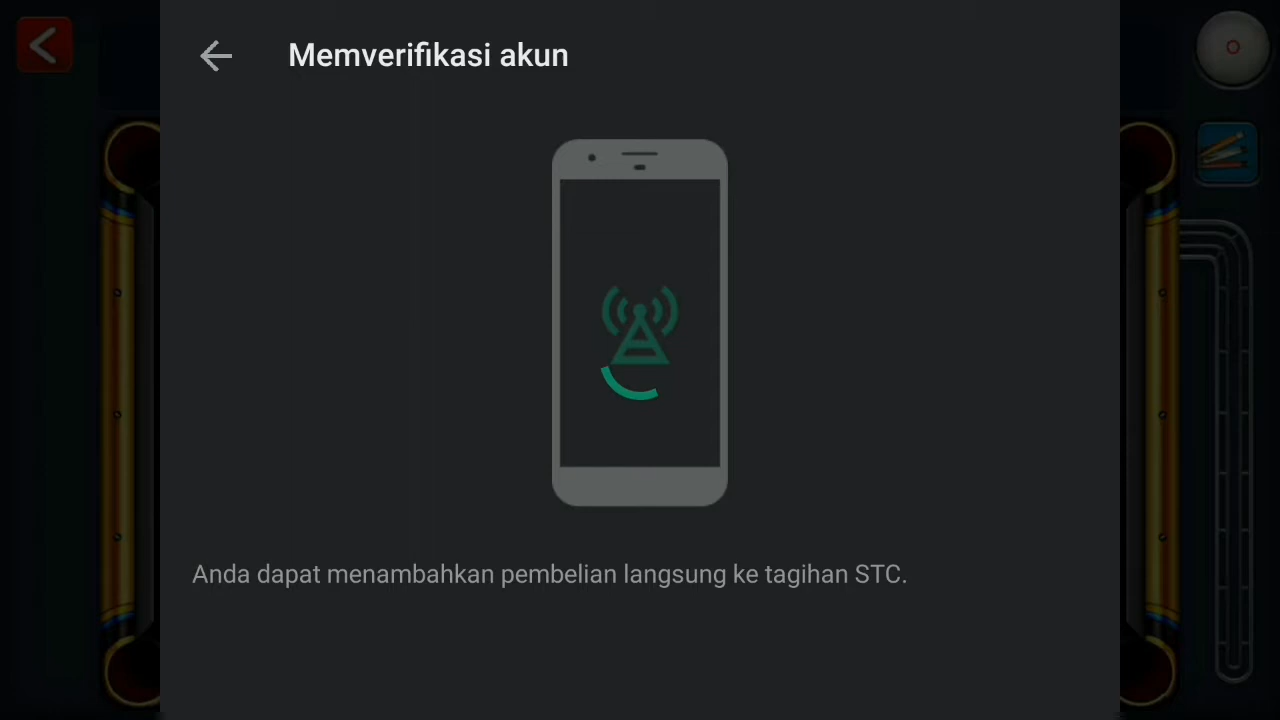 Memverifikasi akun
Anda dapat menambahkan pembelian langsung ke tagihan STC.